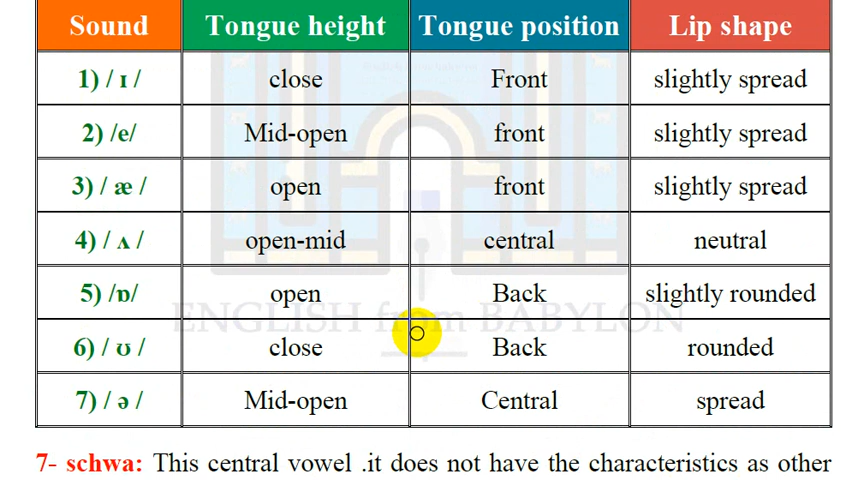 Sound Tongue height Tongue position Lip shape
1) / ɪ / close Front slightly spread
2) /e/ Mid-open front slightly spread
3) / æ / open front slightly spread
4) / ʌ / open-mid central neutral
5) /ɒ/ open Back slightly rounded
ENGLISH from BABYLON
6) / ʊ / close Back rounded
7) / ə / Mid-open Central spread
7- schwa: This central vowel .it does not have the characteristics as other